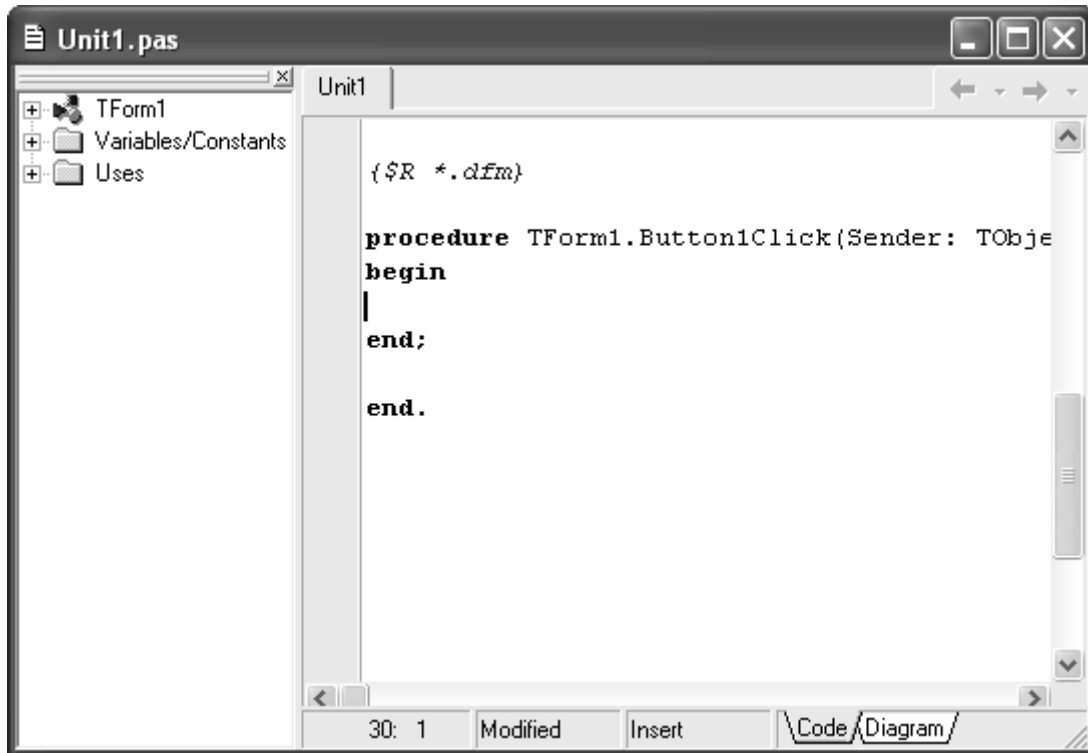 Unit1.pas
TForm1
Variables/Constants
Uses
Unit1
{$R *.dfm}
procedure TForm1.Button1Click(Sender: TObje
begin
end;
end.
30: 1 Modified Insert Code Diagram